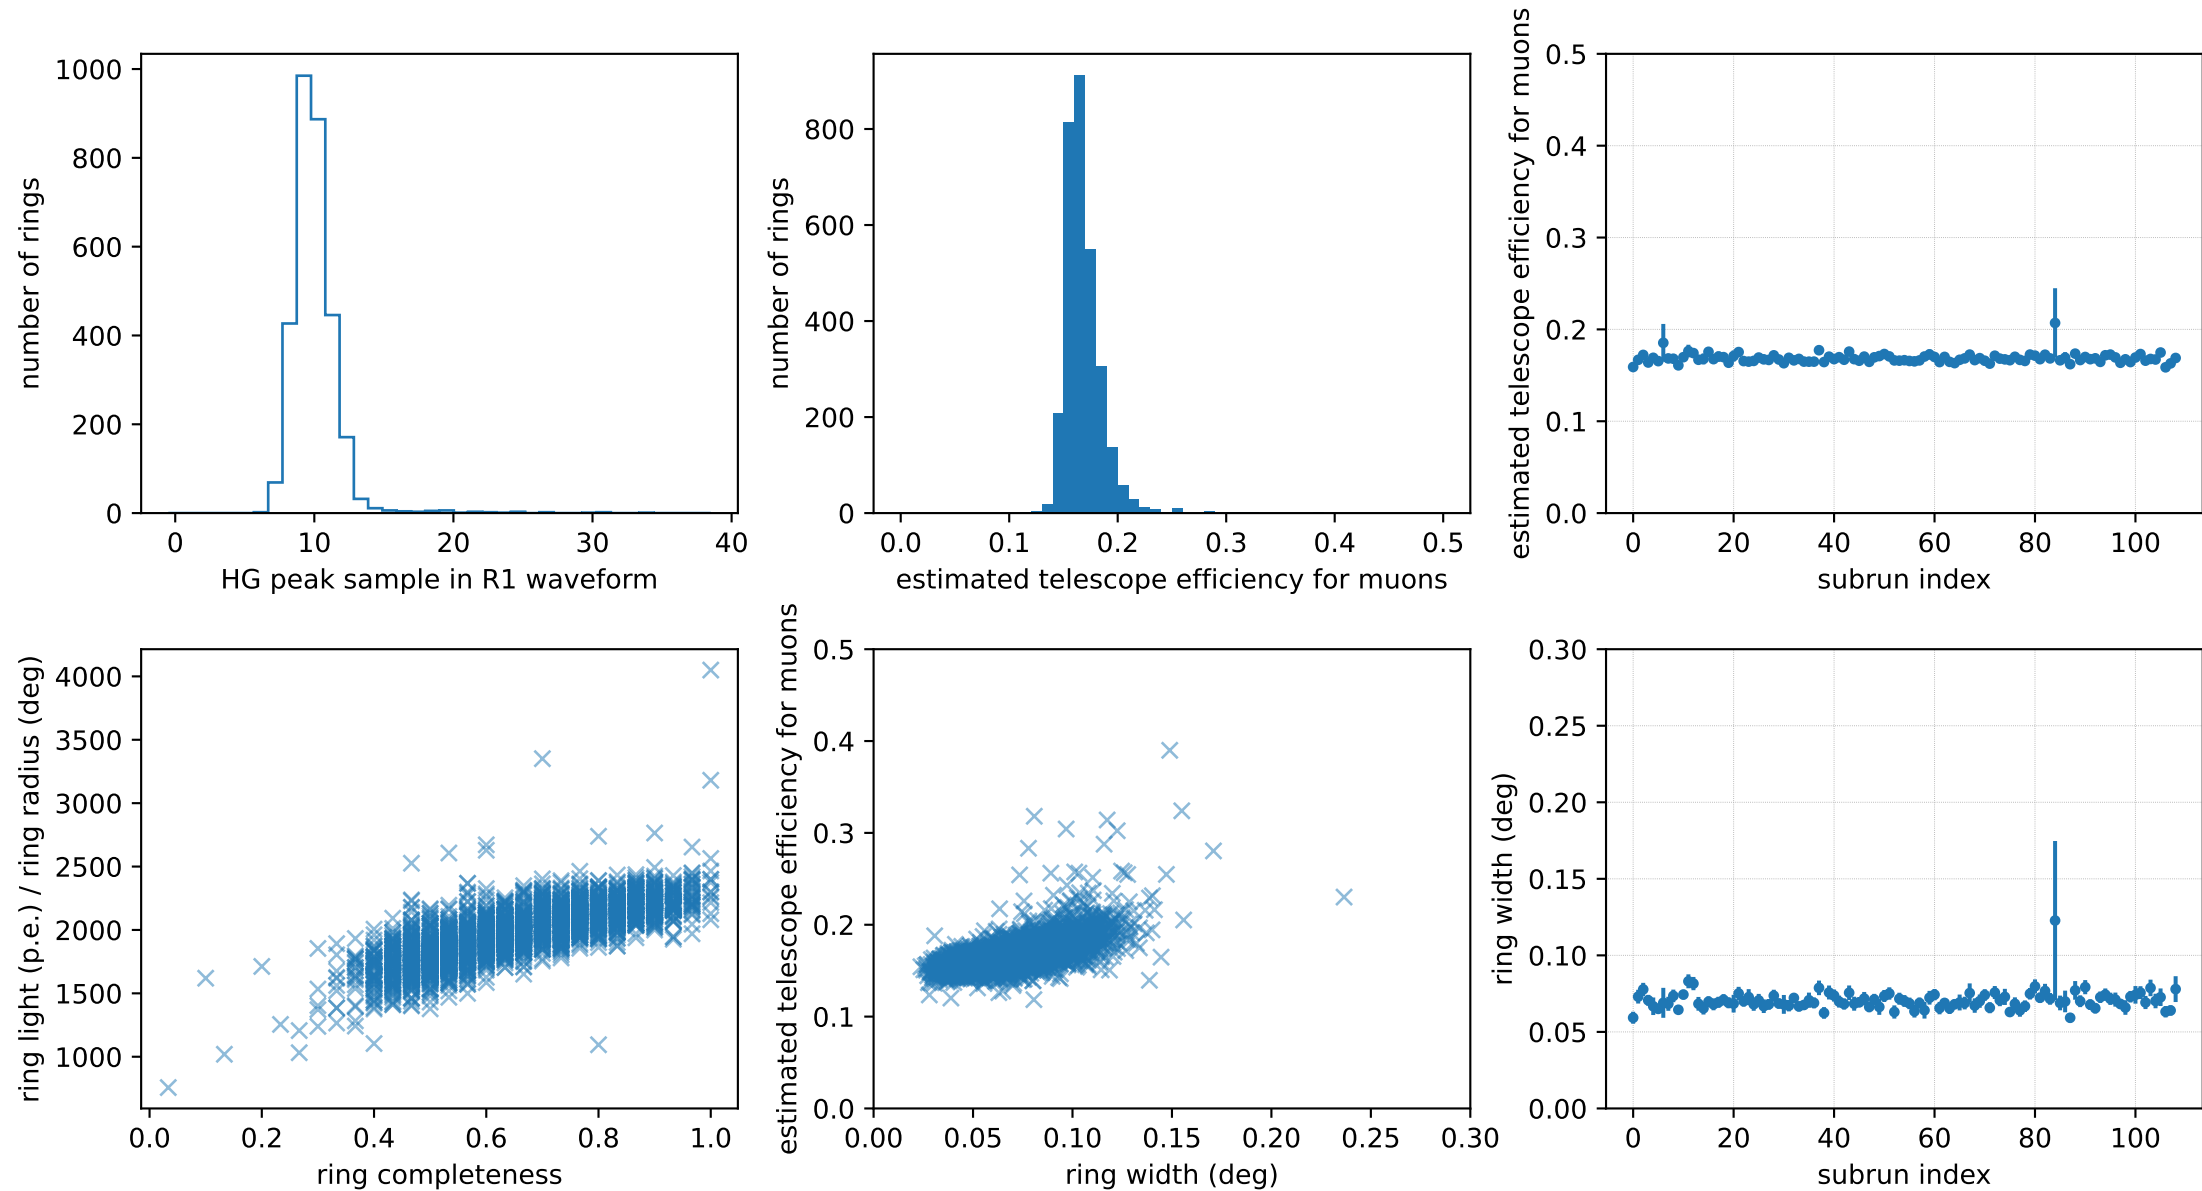 1000
800
600
400
200
0
number of rings
0 10 20 30 40
HG peak sample in R1 waveform
800
600
400
200
0
number of rings
0.0 0.1 0.2 0.3 0.4 0.5
estimated telescope efficiency for muons
0.5
0.4
0.3
0.2
0.1
0.0
estimated telescope efficiency for muons
0 20 40 60 80 100
subrun index
4000
3500
3000
2500
2000
1500
1000
ring light (p.e.) / ring radius (deg)
0.0 0.2 0.4 0.6 0.8 1.0
ring completeness
0.5
0.4
0.3
0.2
0.1
0.0
estimated telescope efficiency for muons
0.00 0.05 0.10 0.15 0.20 0.25 0.30
ring width (deg)
0.30
0.25
0.20
0.15
0.10
0.05
0.00
ring width (deg)
0 20 40 60 80 100
subrun index